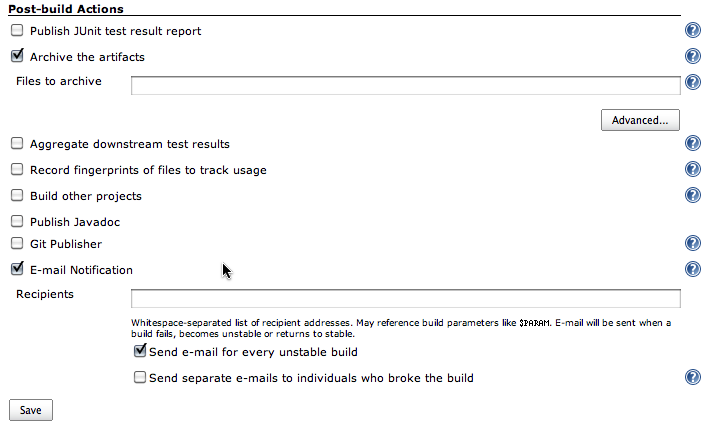 Post-build Actions
Publish JUnit test result report
Archive the artifacts
Files to archive
Advanced...
Aggregate downstream test results
Record fingerprints of files to track usage
Build other projects
Publish Javadoc
Git Publisher
E-mail Notification
Recipients
Whitespace-separated list of recipient addresses. May reference build parameters like $PARAM. E-mail will be sent when a
build fails, becomes unstable or returns to stable.
Send e-mail for every unstable build
Send separate e-mails to individuals who broke the build
Save